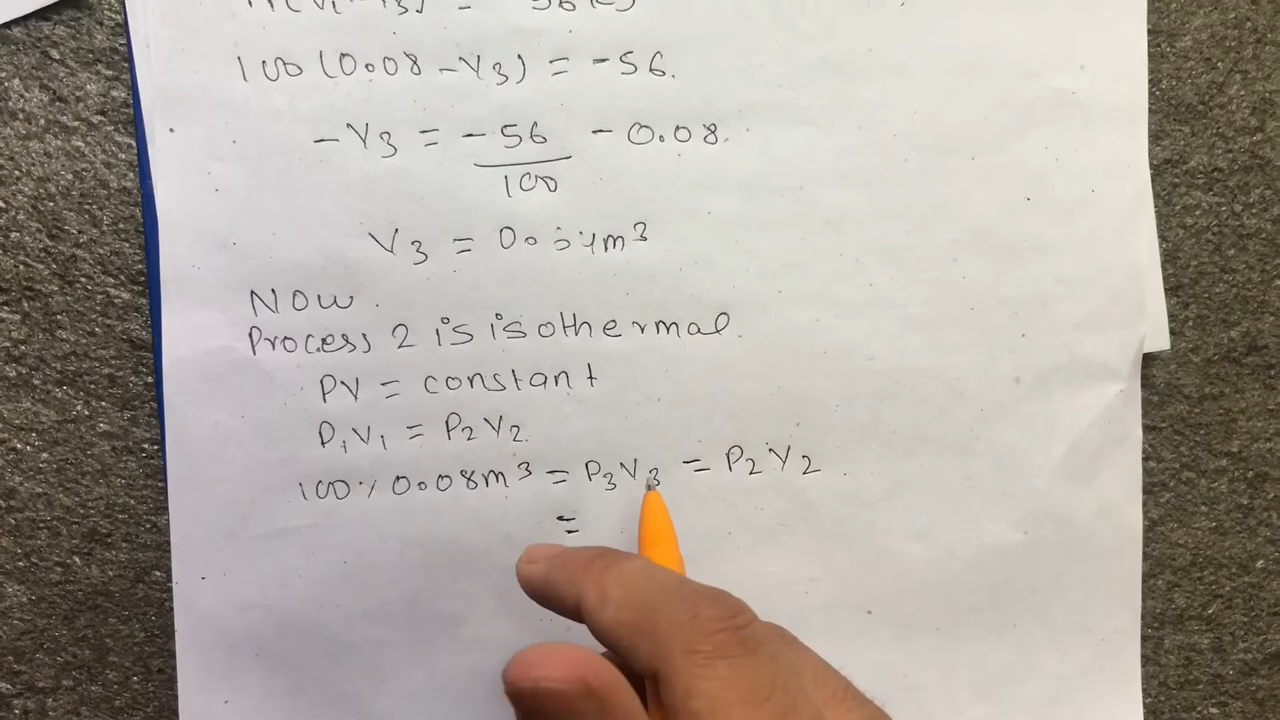 100(0.08 - V3) = -56.
-V3 = -56/100 - 0.08.
V3 = 0.64m³
Now.
Process 2 is isothermal.
PV = constant
P1V1 = P2V2.
100 × 0.08m³ = P3V3 = P2V2.
=